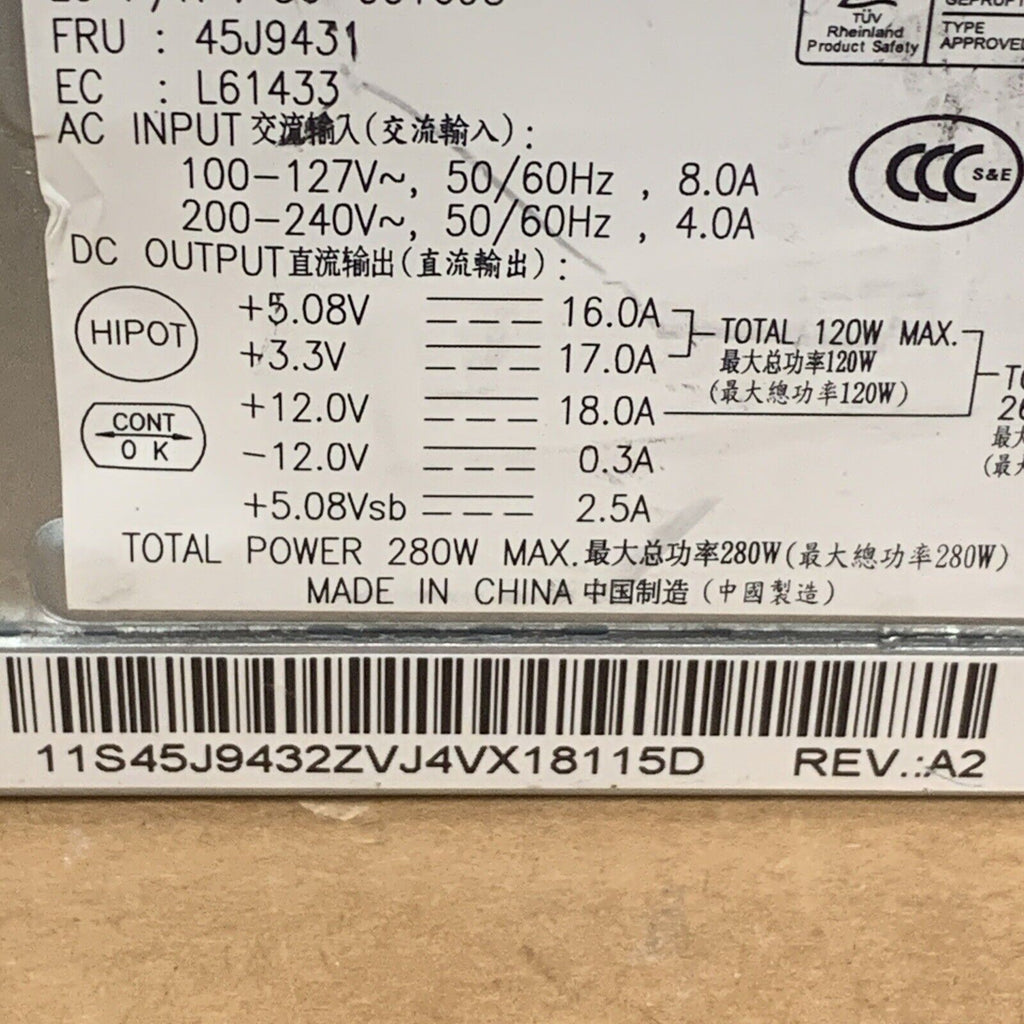 FRU : 45J9431
EC : L61433
AC INPUT 交流输入(交流輸入):
100-127V~, 50/60Hz , 8.0A
200-240V~, 50/60Hz , 4.0A
DC OUTPUT直流输出(直流輸出):
TÜV
Rheinland
Product Safety
TYPE
APPROVED
CCC S&E
HIPOT
CONT
O K
+5.08V 16.0A
+3.3V 17.0A
TOTAL 120W MAX.
最大总功率120W
(最大總功率120W)
+12.0V 18.0A
-12.0V 0.3A
+5.08Vsb 2.5A
TOTAL POWER 280W MAX.最大总功率280W(最大總功率280W)
MADE IN CHINA 中国制造 (中國製造)
11S45J9432ZVJ4VX18115D REV.:A2